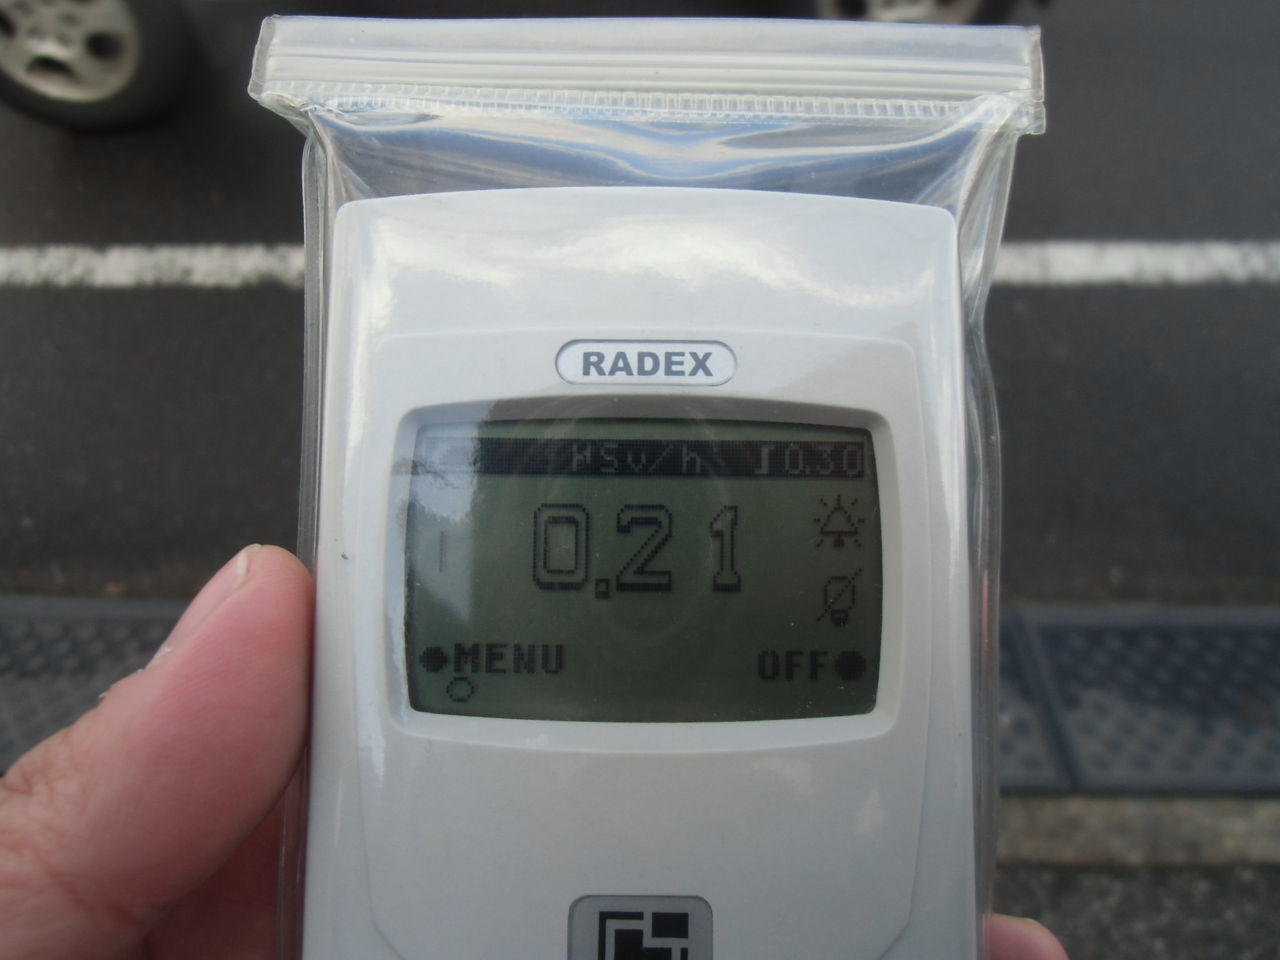 RADEX
µSv/h 0.30
0.21
MENU OFF